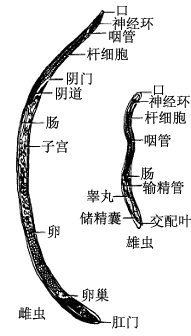 口
神经环
咽管
杆细胞
阴门
阴道
肠
子宫
卵
卵巢
雌虫
肛门
口
神经环
杆细胞
咽管
肠
输精管
睾丸
储精囊
交配叶
雄虫